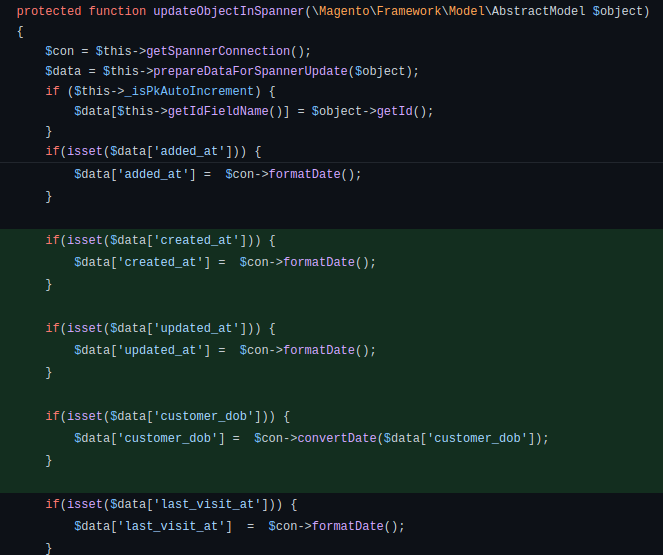 protected function updateObjectInSpanner(\Magento\Framework\Model\AbstractModel $object)
{
    $con = $this->getSpannerConnection();
    $data = $this->prepareDataForSpannerUpdate($object);
    if ($this->_isPkAutoIncrement) {
        $data[$this->getIdFieldName()] = $object->getId();
    }
    if(isset($data['added_at'])) {
        $data['added_at'] =  $con->formatDate();
    }
    if(isset($data['created_at'])) {
        $data['created_at'] =  $con->formatDate();
    }
    if(isset($data['updated_at'])) {
        $data['updated_at'] =  $con->formatDate();
    }
    if(isset($data['customer_dob'])) {
        $data['customer_dob'] =  $con->convertDate($data['customer_dob']);
    }
    if(isset($data['last_visit_at'])) {
        $data['last_visit_at']  =  $con->formatDate();
    }